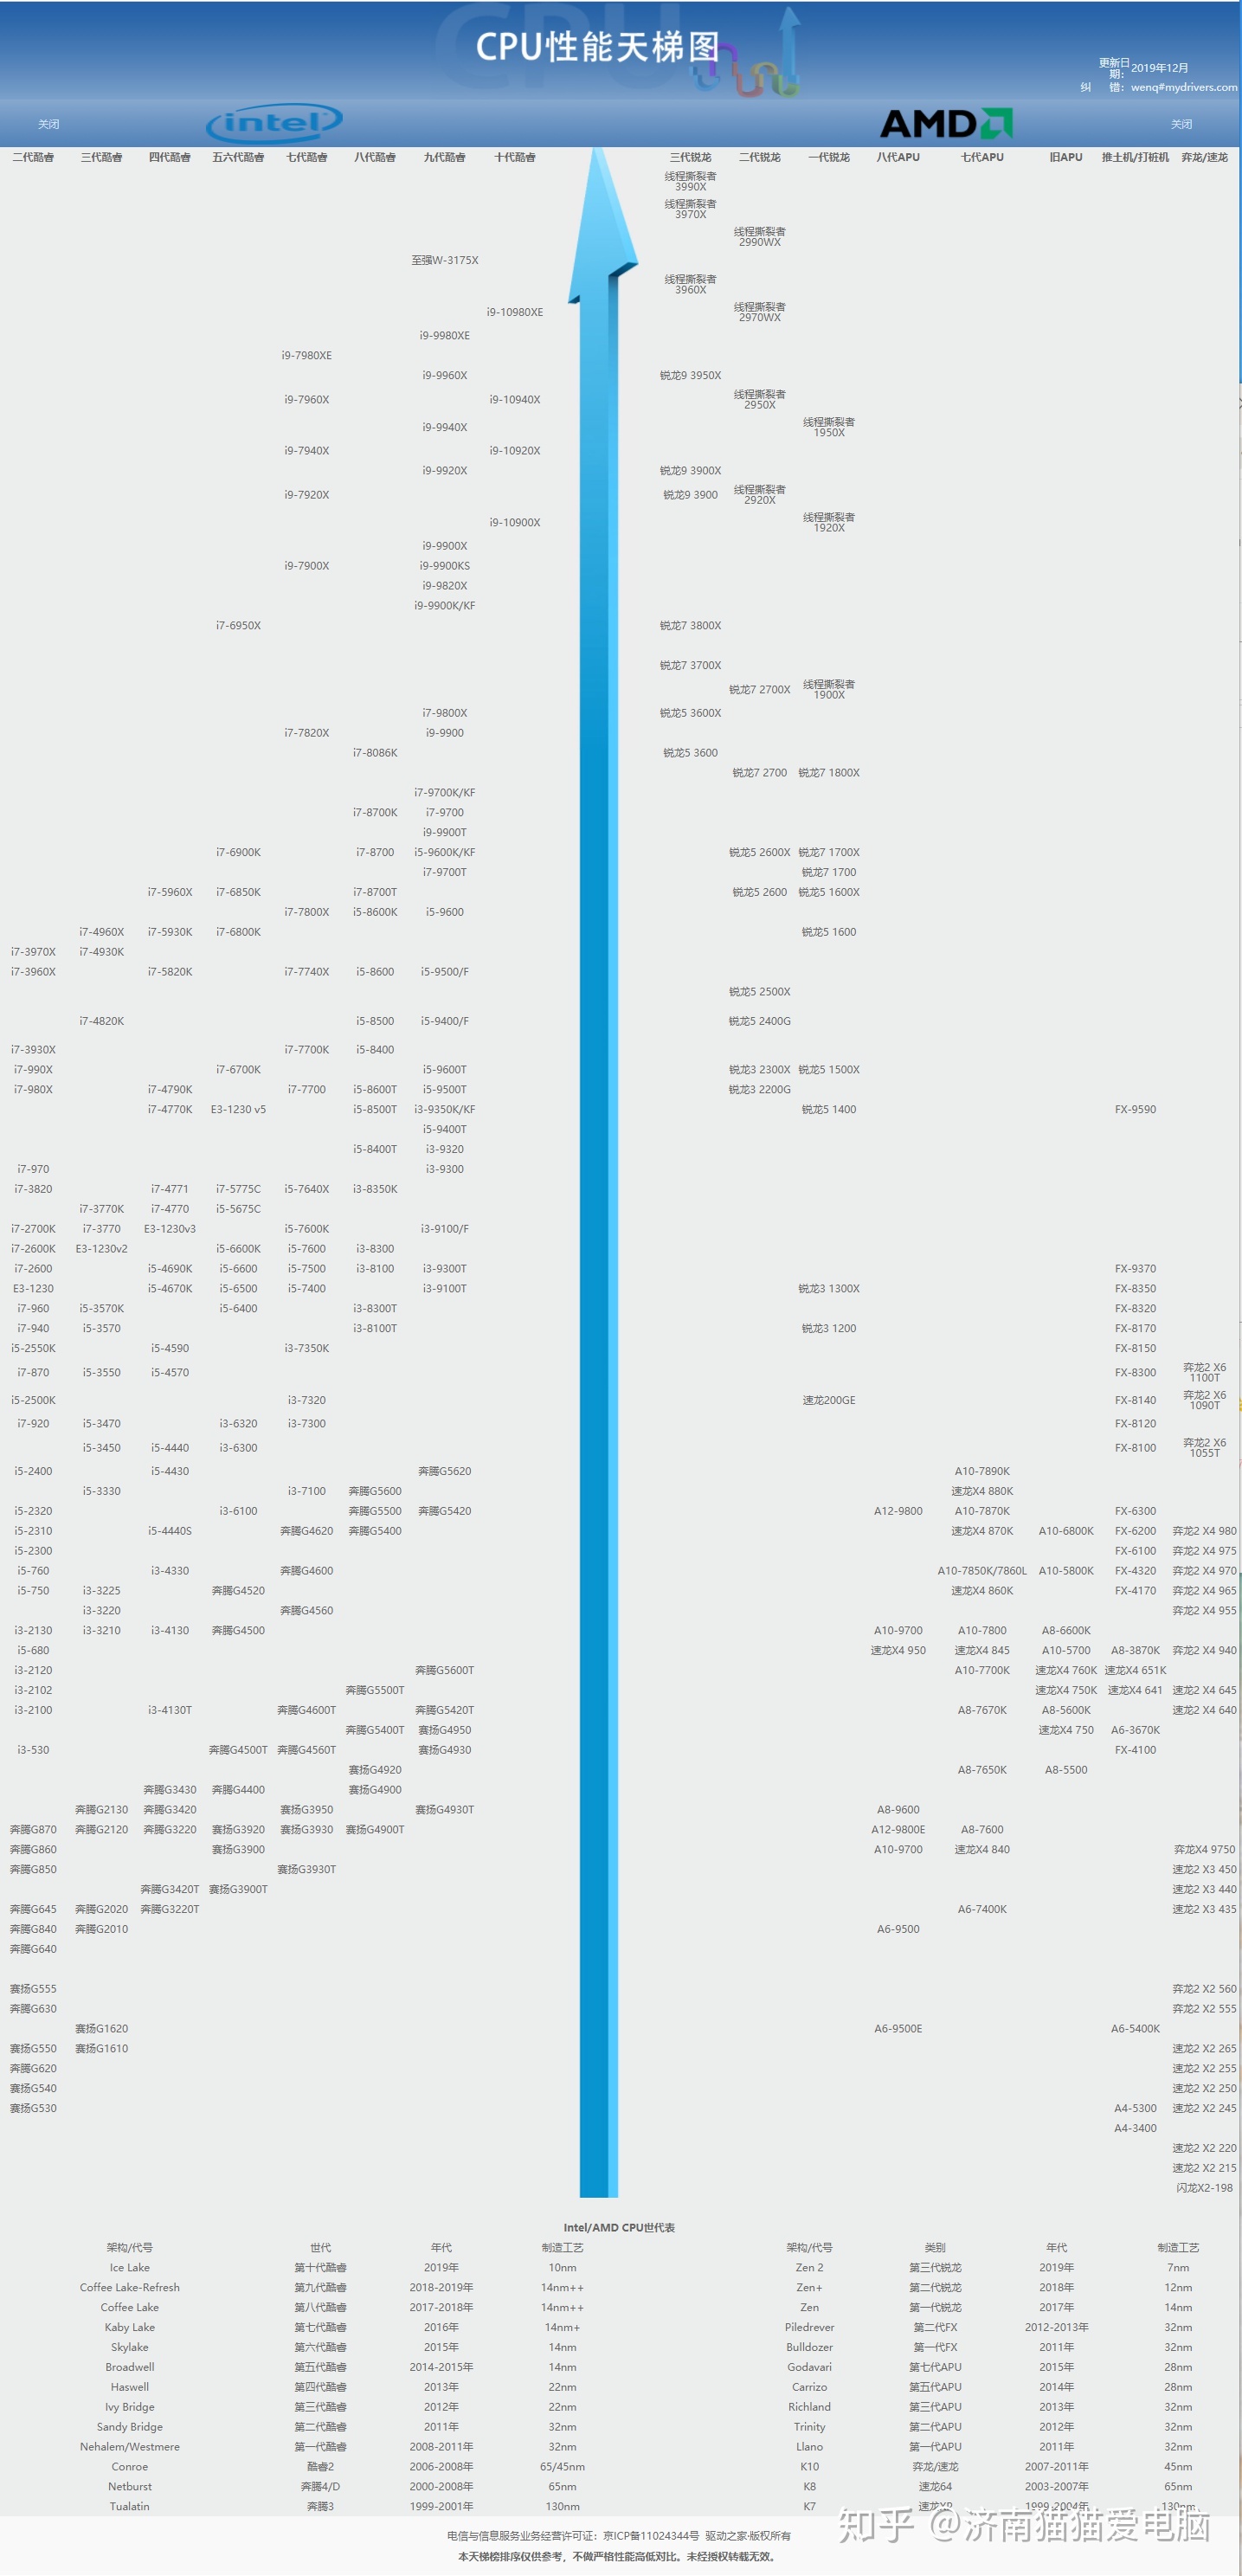 CPU性能天梯图
更新日期：2019年12月
纠 错：wenq#mydrivers.com
关闭 intel AMD 关闭
二代酷睿 三代酷睿 四代酷睿 五六代酷睿 七代酷睿 八代酷睿 九代酷睿 十代酷睿 三代锐龙 二代锐龙 一代锐龙 八代APU 七代APU 旧APU 推土机/打桩机 弈龙/速龙
线程撕裂者 3990X
线程撕裂者 3970X
线程撕裂者 2990WX
至强W-3175X
线程撕裂者 3960X
i9-10980XE 线程撕裂者 2970WX
i9-9980XE
i9-7980XE
i9-9960X 锐龙9 3950X
i9-7960X i9-10940X 线程撕裂者 2950X
i9-9940X 线程撕裂者 1950X
i9-7940X i9-10920X
i9-9920X 锐龙9 3900X
i9-7920X 锐龙9 3900 线程撕裂者 2920X
i9-10900X 线程撕裂者 1920X
i9-9900X
i9-7900X i9-9900KS
i9-9820X
i9-9900K/KF
i7-6950X 锐龙7 3800X
锐龙7 3700X
锐龙7 2700X 线程撕裂者 1900X
i7-9800X 锐龙5 3600X
i7-7820X i9-9900
i7-8086K 锐龙5 3600
锐龙7 2700 锐龙7 1800X
i7-9700K/KF
i7-8700K i7-9700
i9-9900T
i7-6900K i7-8700 i5-9600K/KF 锐龙5 2600X 锐龙7 1700X
i7-9700T 锐龙7 1700
i7-5960X i7-6850K i7-8700T 锐龙5 2600 锐龙5 1600X
i7-7800X i5-8600K i5-9600
i7-4960X i7-5930K i7-6800K 锐龙5 1600
i7-3970X i7-4930K
i7-3960X i7-5820K i7-7740X i5-8600 i5-9500/F
锐龙5 2500X
i7-4820K i5-8500 i5-9400/F 锐龙5 2400G
i7-3930X i7-7700K i5-8400
i7-990X i7-6700K i5-9600T 锐龙3 2300X 锐龙5 1500X
i7-980X i7-4790K i7-7700 i5-8600T i5-9500T 锐龙3 2200G
i7-4770K E3-1230 v5 i5-8500T i3-9350K/KF 锐龙5 1400 FX-9590
i5-9400T
i5-8400T i3-9320
i7-970 i3-9300
i7-3820 i7-4771 i7-5775C i5-7640X i3-8350K
i7-3770K i7-4770 i5-5675C
i7-2700K i7-3770 E3-1230v3 i5-7600K i3-9100/F
i7-2600K E3-1230v2 i5-6600K i5-7600 i3-8300
i7-2600 i5-4690K i5-6600 i5-7500 i3-8100 i3-9300T FX-9370
E3-1230 i5-4670K i5-6500 i5-7400 i3-9100T 锐龙3 1300X FX-8350
i7-960 i5-3570K i5-6400 i3-8300T FX-8320
i7-940 i5-3570 i3-8100T 锐龙3 1200 FX-8170
i5-2550K i5-4590 i3-7350K FX-8150
i7-870 i5-3550 i5-4570 FX-8300 弈龙2 X6 1100T
i5-2500K i3-7320 速龙200GE FX-8140 弈龙2 X6 1090T
i7-920 i5-3470 i3-6320 i3-7300 FX-8120
i5-3450 i5-4440 i3-6300 FX-8100 弈龙2 X6 1055T
i5-2400 i5-4430 奔腾G5620 A10-7890K
i5-3330 i3-7100 奔腾G5600 速龙X4 880K
i5-2320 i3-6100 奔腾G5500 奔腾G5420 A12-9800 A10-7870K FX-6300
i5-2310 i5-4440S 奔腾G4620 奔腾G5400 速龙X4 870K A10-6800K FX-6200 弈龙2 X4 980
i5-2300 FX-6100 弈龙2 X4 975
i5-760 i3-4330 奔腾G4600 A10-7850K/7860L A10-5800K FX-4320 弈龙2 X4 970
i5-750 i3-3225 奔腾G4520 速龙X4 860K FX-4170 弈龙2 X4 965
i3-3220 奔腾G4560 弈龙2 X4 955
i3-2130 i3-3210 i3-4130 奔腾G4500 A10-9700 A10-7800 A8-6600K
i5-680 速龙X4 950 速龙X4 845 A10-5700 A8-3870K 弈龙2 X4 940
i3-2120 奔腾G5600T A10-7700K 速龙X4 760K 速龙X4 651K
i3-2102 奔腾G5500T 速龙X4 750K 速龙X4 641 速龙2 X4 645
i3-2100 i3-4130T 奔腾G4600T 奔腾G5420T A8-7670K A8-5600K 速龙2 X4 640
奔腾G5400T 赛扬G4950 速龙X4 750 A6-3670K
i3-530 奔腾G4500T 奔腾G4560T 赛扬G4930 FX-4100
赛扬G4920 A8-7650K A8-5500
奔腾G3430 奔腾G4400 赛扬G4900
奔腾G2130 奔腾G3420 赛扬G3950 赛扬G4930T A8-9600
奔腾G870 奔腾G2120 奔腾G3220 赛扬G3920 赛扬G3930 赛扬G4900T A12-9800E A8-7600
奔腾G860 赛扬G3900 A10-9700 速龙X4 840 弈龙X4 9750
奔腾G850 赛扬G3930T 速龙2 X3 450
奔腾G3420T 赛扬G3900T 速龙2 X3 440
奔腾G645 奔腾G2020 奔腾G3220T A6-7400K 速龙2 X3 435
奔腾G840 奔腾G2010 A6-9500
奔腾G640
赛扬G555 弈龙2 X2 560
奔腾G630 弈龙2 X2 555
赛扬G1620 A6-9500E A6-5400K
赛扬G550 赛扬G1610 速龙2 X2 265
奔腾G620 速龙2 X2 255
赛扬G540 速龙2 X2 250
赛扬G530 A4-5300 速龙2 X2 245
A4-3400
速龙2 X2 220
速龙2 X2 215
闪龙X2-198
Intel/AMD CPU世代表
架构/代号 世代 年代 制造工艺 架构/代号 类别 年代 制造工艺
Ice Lake 第十代酷睿 2019年 10nm Zen 2 第三代锐龙 2019年 7nm
Coffee Lake-Refresh 第九代酷睿 2018-2019年 14nm++ Zen+ 第二代锐龙 2018年 12nm
Coffee Lake 第八代酷睿 2017-2018年 14nm++ Zen 第一代锐龙 2017年 14nm
Kaby Lake 第七代酷睿 2016年 14nm+ Piledrever 第二代FX 2012-2013年 32nm
Skylake 第六代酷睿 2015年 14nm Bulldozer 第一代FX 2011年 32nm
Broadwell 第五代酷睿 2014-2015年 14nm Godavari 第七代APU 2015年 28nm
Haswell 第四代酷睿 2013年 22nm Carrizo 第五代APU 2014年 28nm
Ivy Bridge 第三代酷睿 2012年 22nm Richland 第三代APU 2013年 32nm
Sandy Bridge 第二代酷睿 2011年 32nm Trinity 第二代APU 2012年 32nm
Nehalem/Westmere 第一代酷睿 2008-2011年 32nm Llano 第一代APU 2011年 32nm
Conroe 酷睿2 2006-2008年 65/45nm K10 弈龙/速龙 2007-2011年 45nm
Netburst 奔腾4/D 2000-2008年 65nm K8 速龙64 2003-2007年 65nm
Tualatin 奔腾3 1999-2001年 130nm K7 速龙XP 1999-2004年 130nm
电信与信息服务业务经营许可证：京ICP备11024344号 驱动之家·版权所有
本天梯榜排序仅供参考，不做严格性能高低对比。未经授权转载无效。
知乎 @济南猫猫爱电脑